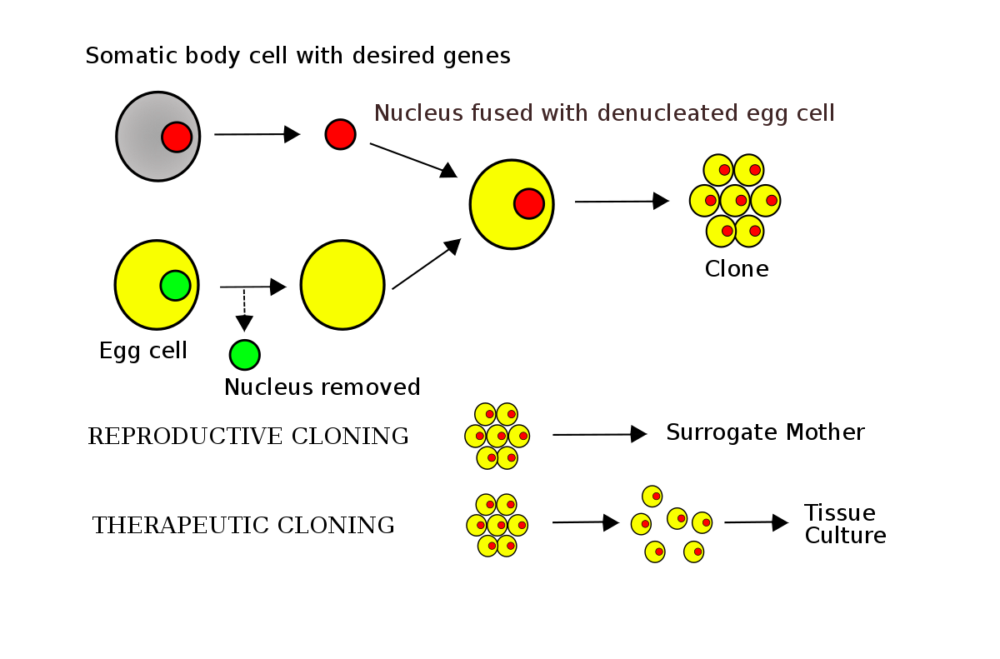 Somatic body cell with desired genes
Nucleus fused with denucleated egg cell
Clone
Egg cell
Nucleus removed
REPRODUCTIVE CLONING
Surrogate Mother
THERAPEUTIC CLONING
Tissue
Culture